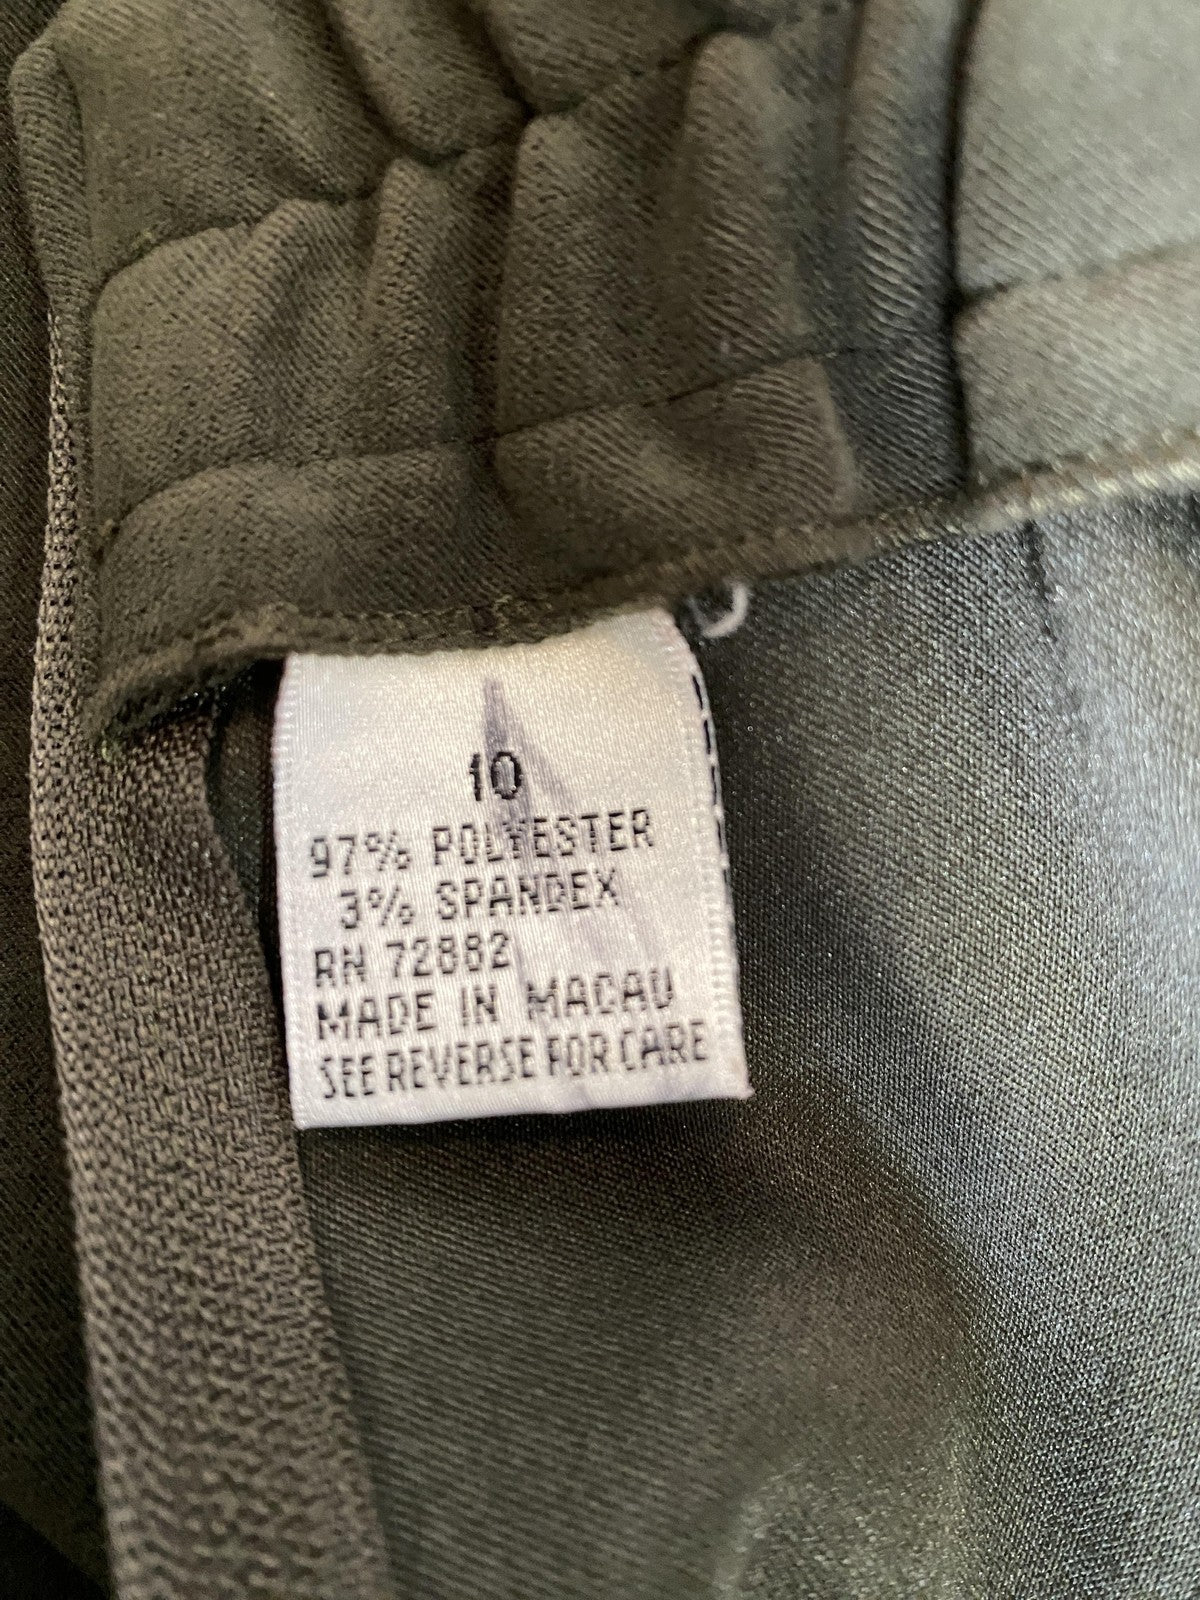 10
97% POLYESTER
3% SPANDEX
RN 72882
MADE IN MACAU
SEE REVERSE FOR CARE